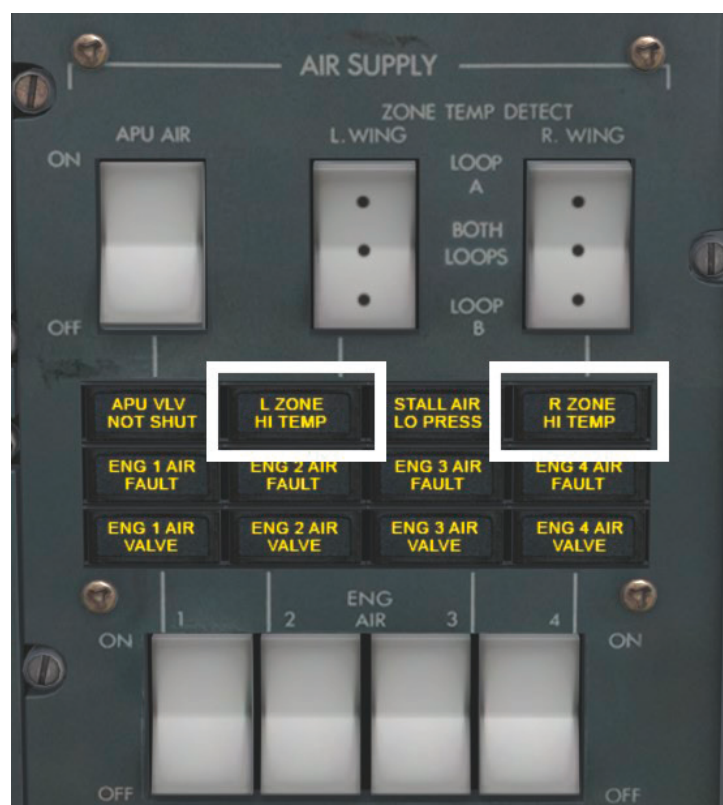 AIR SUPPLY
ZONE TEMP DETECT
APU AIR L. WING R. WING
ON LOOP A
BOTH LOOPS
OFF LOOP B
APU VLV NOT SHUT
L ZONE HI TEMP
STALL AIR LO PRESS
R ZONE HI TEMP
ENG 1 AIR FAULT
ENG 2 AIR FAULT
ENG 3 AIR FAULT
ENG 4 AIR FAULT
ENG 1 AIR VALVE
ENG 2 AIR VALVE
ENG 3 AIR VALVE
ENG 4 AIR VALVE
ENG AIR
1 2 3 4
ON ON
OFF OFF